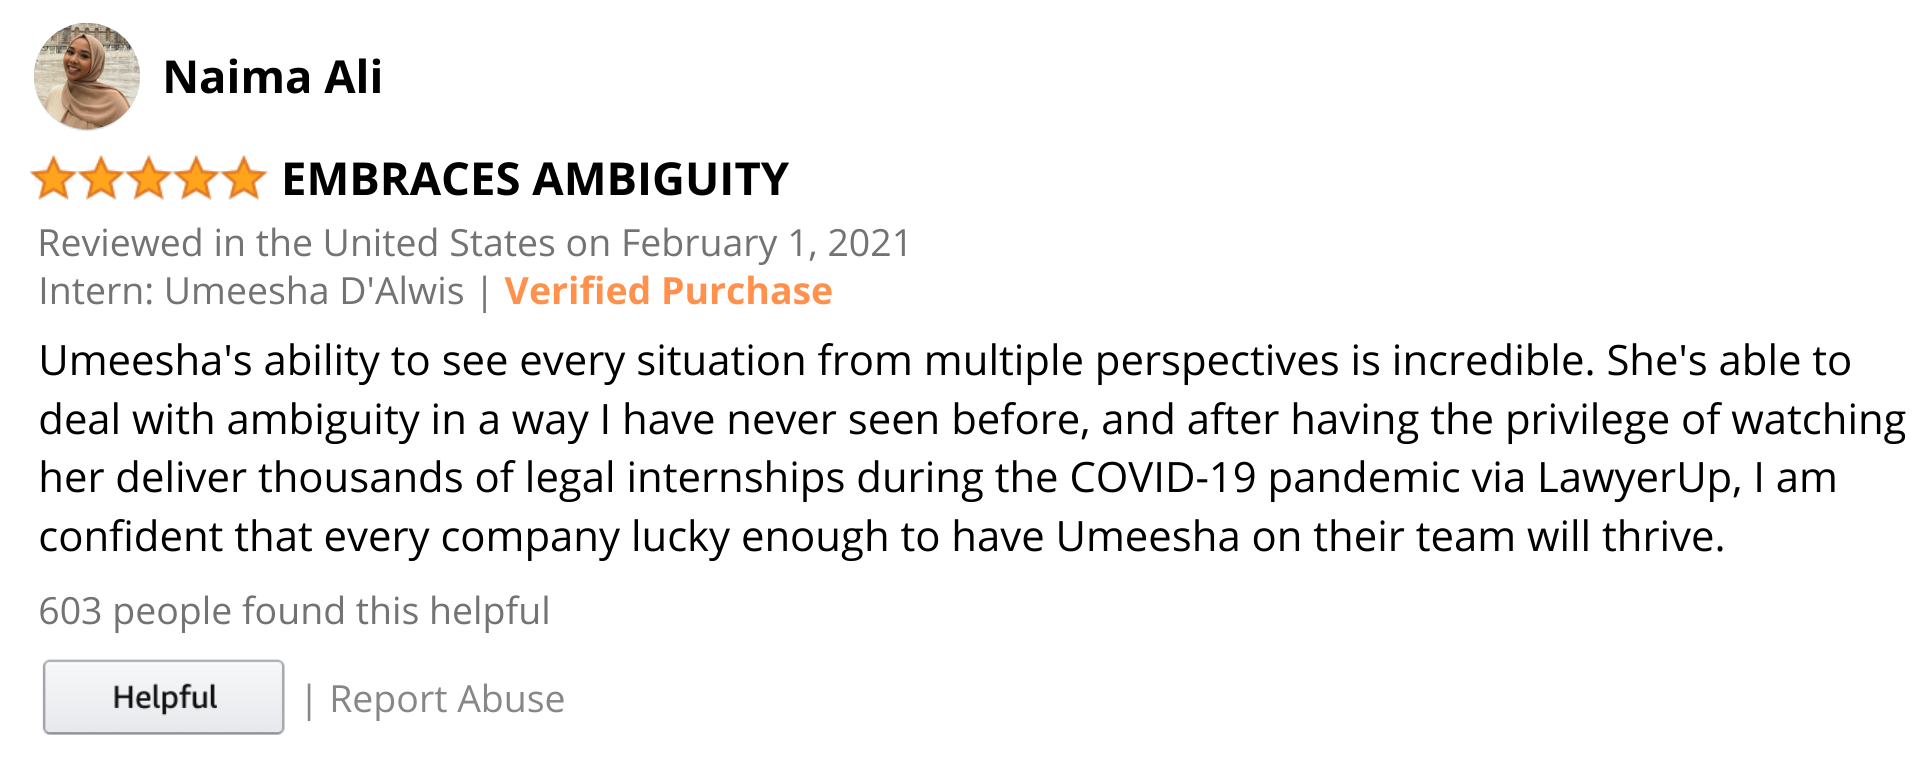 Naima Ali
EMBRACES AMBIGUITY
Reviewed in the United States on February 1, 2021
Intern: Umeesha D'Alwis | Verified Purchase
Umeesha's ability to see every situation from multiple perspectives is incredible. She's able to
deal with ambiguity in a way I have never seen before, and after having the privilege of watching
her deliver thousands of legal internships during the COVID-19 pandemic via LawyerUp, I am
confident that every company lucky enough to have Umeesha on their team will thrive.
603 people found this helpful
Helpful | Report Abuse